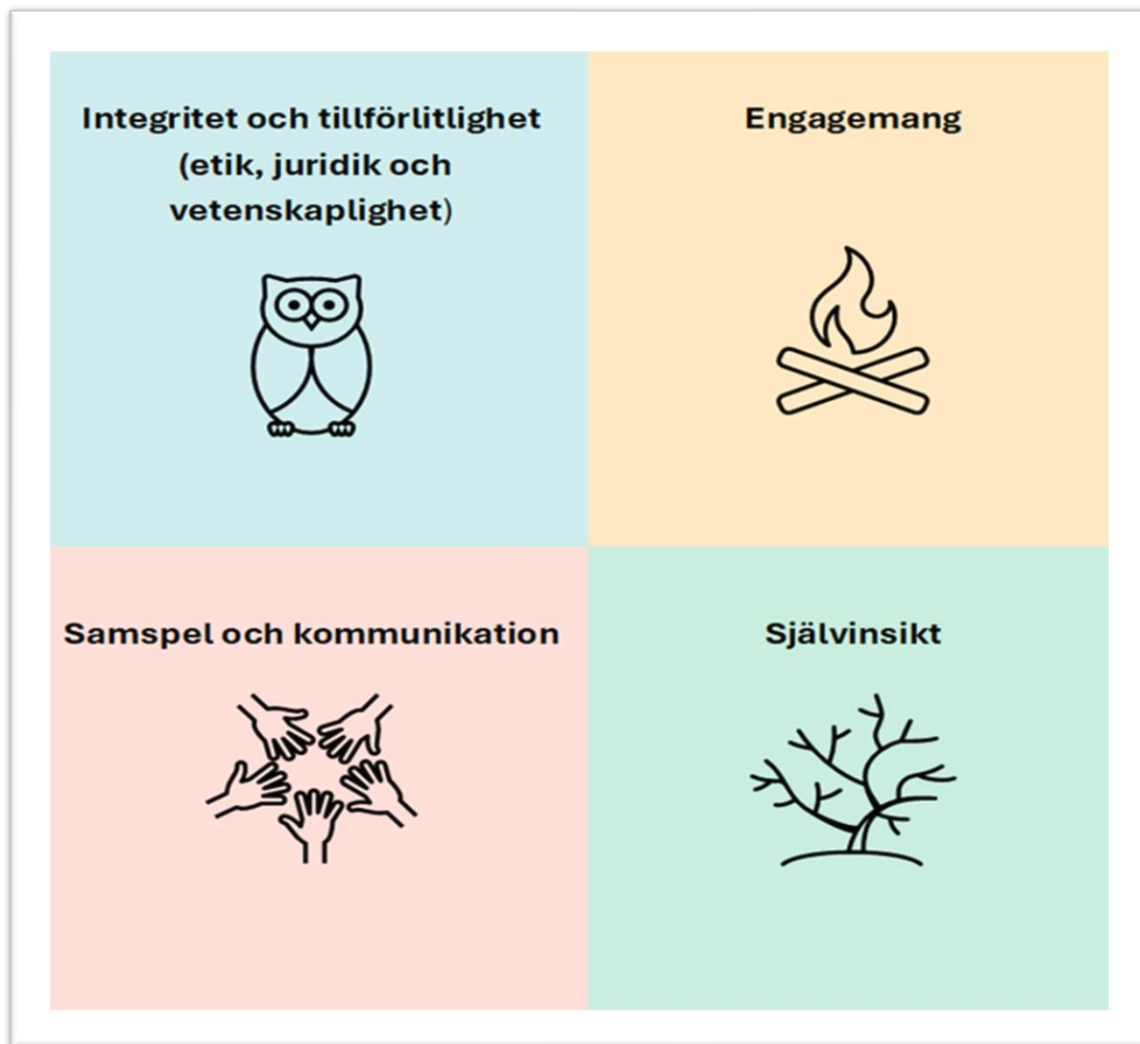 Integritet och tillförlitlighet
(etik, juridik och
vetenskaplighet)
Engagemang
Samspel och kommunikation
Självinsikt